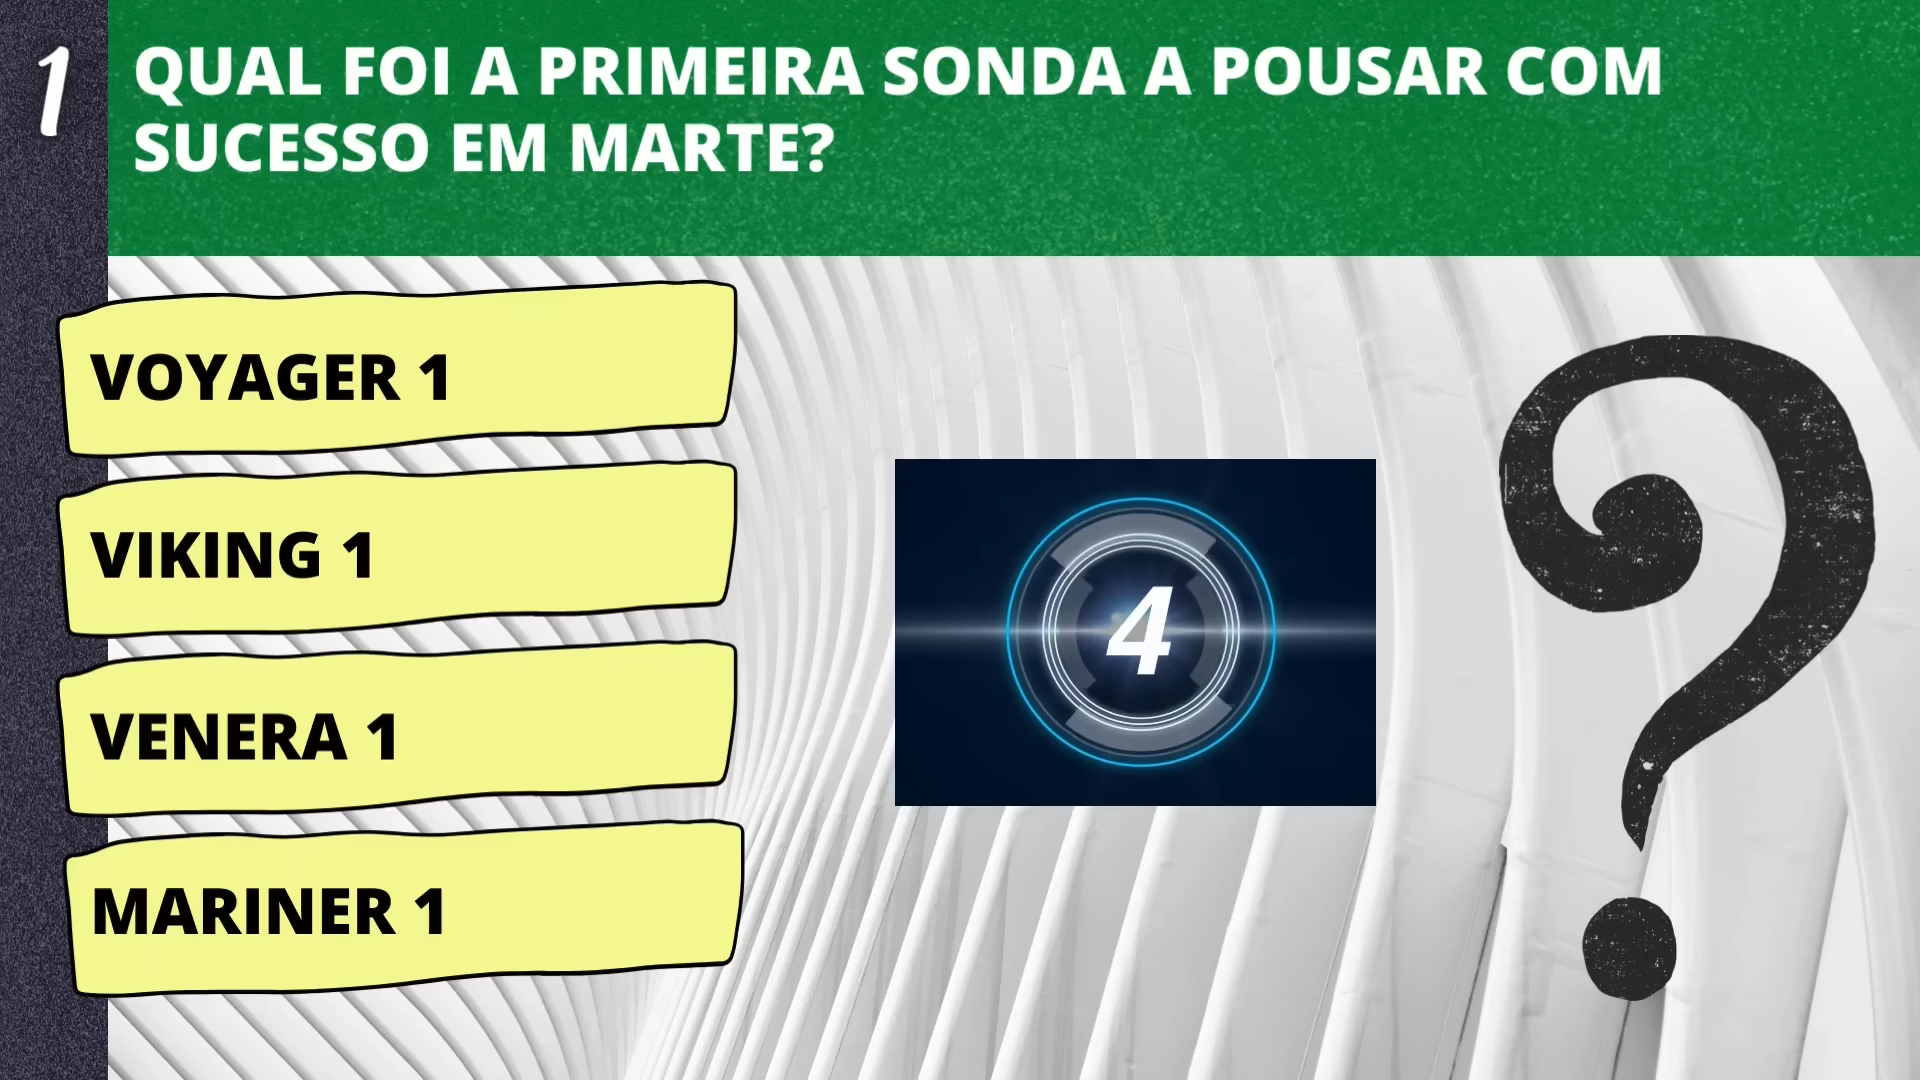 1
QUAL FOI A PRIMEIRA SONDA A POUSAR COM
SUCESSO EM MARTE?
VOYAGER 1
VIKING 1
VENERA 1
MARINER 1
4
?